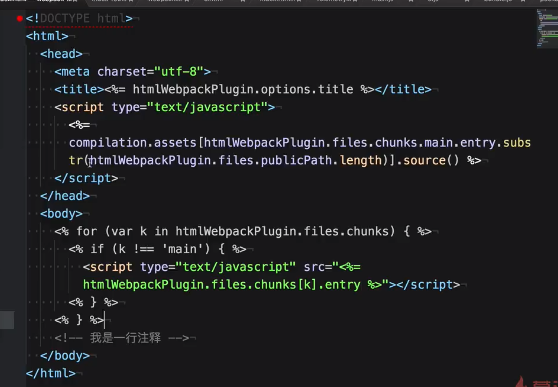 <!DOCTYPE html>
<html>
<head>
<meta charset="utf-8">
<title><%= htmlWebpackPlugin.options.title %></title>
<script type="text/javascript">
<%=
compilation.assets[htmlWebpackPlugin.files.chunks.main.entry.subs
tr(htmlWebpackPlugin.files.publicPath.length)].source() %>
</script>
</head>
<body>
<% for (var k in htmlWebpackPlugin.files.chunks) { %>
<% if (k !== 'main') { %>
<script type="text/javascript" src="<%=
htmlWebpackPlugin.files.chunks[k].entry %>"></script>
<% } %>
<% } %>
<!-- 我是一行注释 -->
</body>
</html>